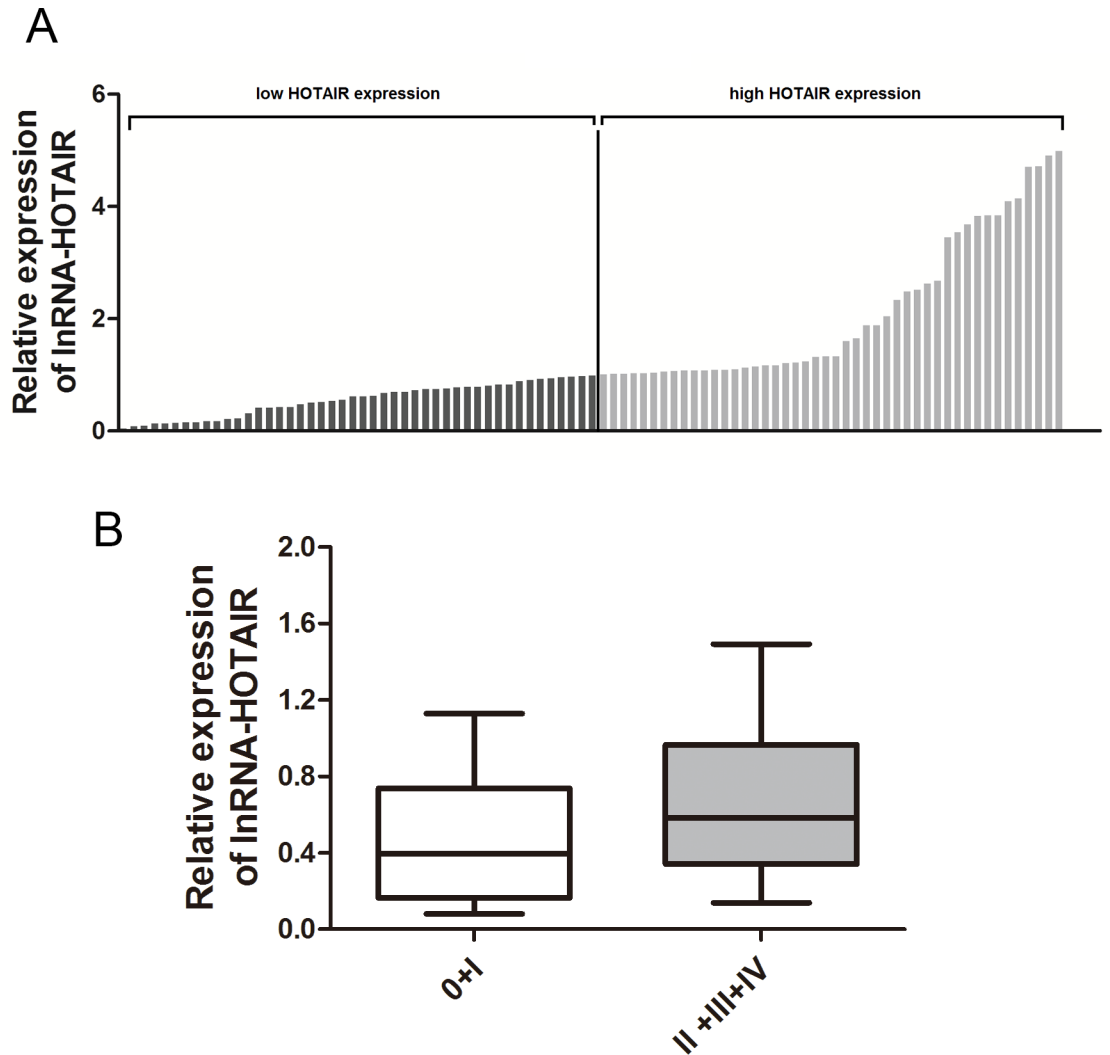 A
low HOTAIR expression
high HOTAIR expression
Relative expression
of lnRNA-HOTAIR
6
4
2
0
B
Relative expression
of lnRNA-HOTAIR
2.0
1.6
1.2
0.8
0.4
0.0
0+I
II +III+IV